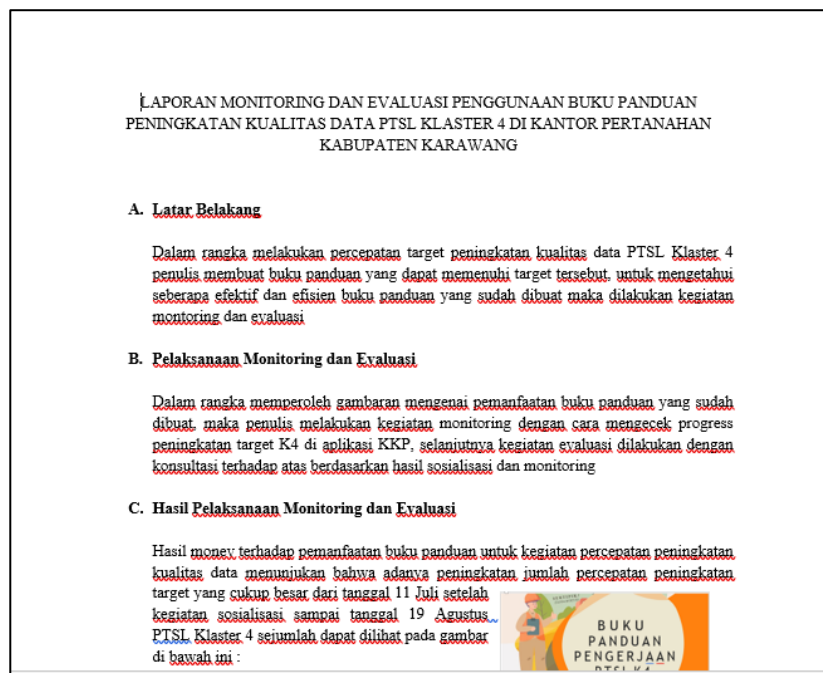 LAPORAN MONITORING DAN EVALUASI PENGGUNAAN BUKU PANDUAN
PENINGKATAN KUALITAS DATA PTSL KLASTER 4 DI KANTOR PERTANAHAN
KABUPATEN KARAWANG
A. Latar Belakang
Dalam rangka melakukan percepatan target peningkatan kualitas data PTSL Klaster 4
penulis membuat buku panduan yang dapat memenuhi target tersebut, untuk mengetahui
seberapa efektif dan efisien buku panduan yang sudah dibuat maka dilakukan kegiatan
montoring dan evaluasi
B. Pelaksanaan Monitoring dan Evaluasi
Dalam rangka memperoleh gambaran mengenai pemanfaatan buku panduan yang sudah
dibuat, maka penulis melakukan kegiatan monitoring dengan cara mengecek progress
peningkatan target K4 di aplikasi KKP, selanjutnya kegiatan evaluasi dilakukan dengan
konsultasi terhadap atas berdasarkan hasil sosialisasi dan monitoring
C. Hasil Pelaksanaan Monitoring dan Evaluasi
Hasil money terhadap pemanfaatan buku panduan untuk kegiatan percepatan peningkatan
kualitas data menunjukan bahwa adanya peningkatan jumlah percepatan peningkatan
target yang cukup besar dari tanggal 11 Juli setelah
kegiatan sosialisasi sampai tanggal 19 Agustus
PTSL Klaster 4 sejumlah dapat dilihat pada gambar
di bawah ini :
BUKU
PANDUAN
PENGERJAAN
PTSL K4